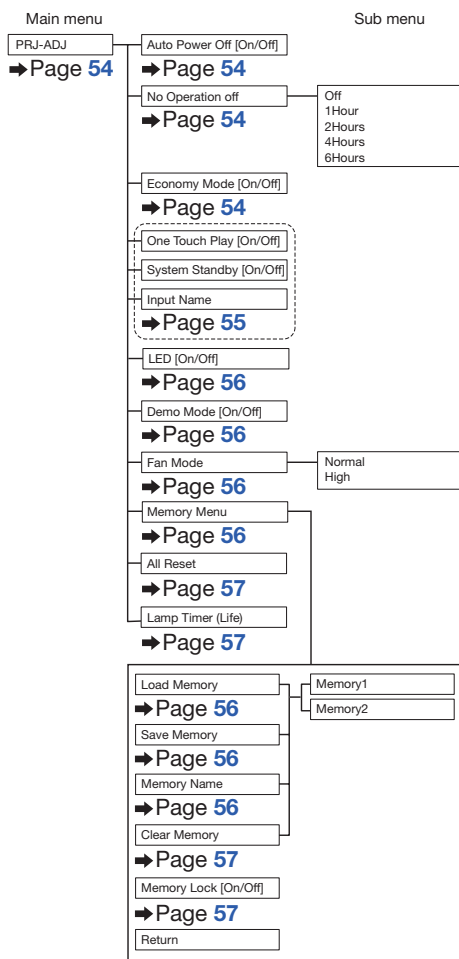 Main menu
Sub menu
PRJ-ADJ
➡Page 54
Auto Power Off [On/Off]
➡Page 54
No Operation off
➡Page 54
Off
1Hour
2Hours
4Hours
6Hours
Economy Mode [On/Off]
➡Page 54
One Touch Play [On/Off]
System Standby [On/Off]
Input Name
➡Page 55
LED [On/Off]
➡Page 56
Demo Mode [On/Off]
➡Page 56
Fan Mode
➡Page 56
Normal
High
Memory Menu
➡Page 56
All Reset
➡Page 57
Lamp Timer (Life)
➡Page 57
Load Memory
➡Page 56
Memory1
Memory2
Save Memory
➡Page 56
Memory Name
➡Page 56
Clear Memory
➡Page 57
Memory Lock [On/Off]
➡Page 57
Return